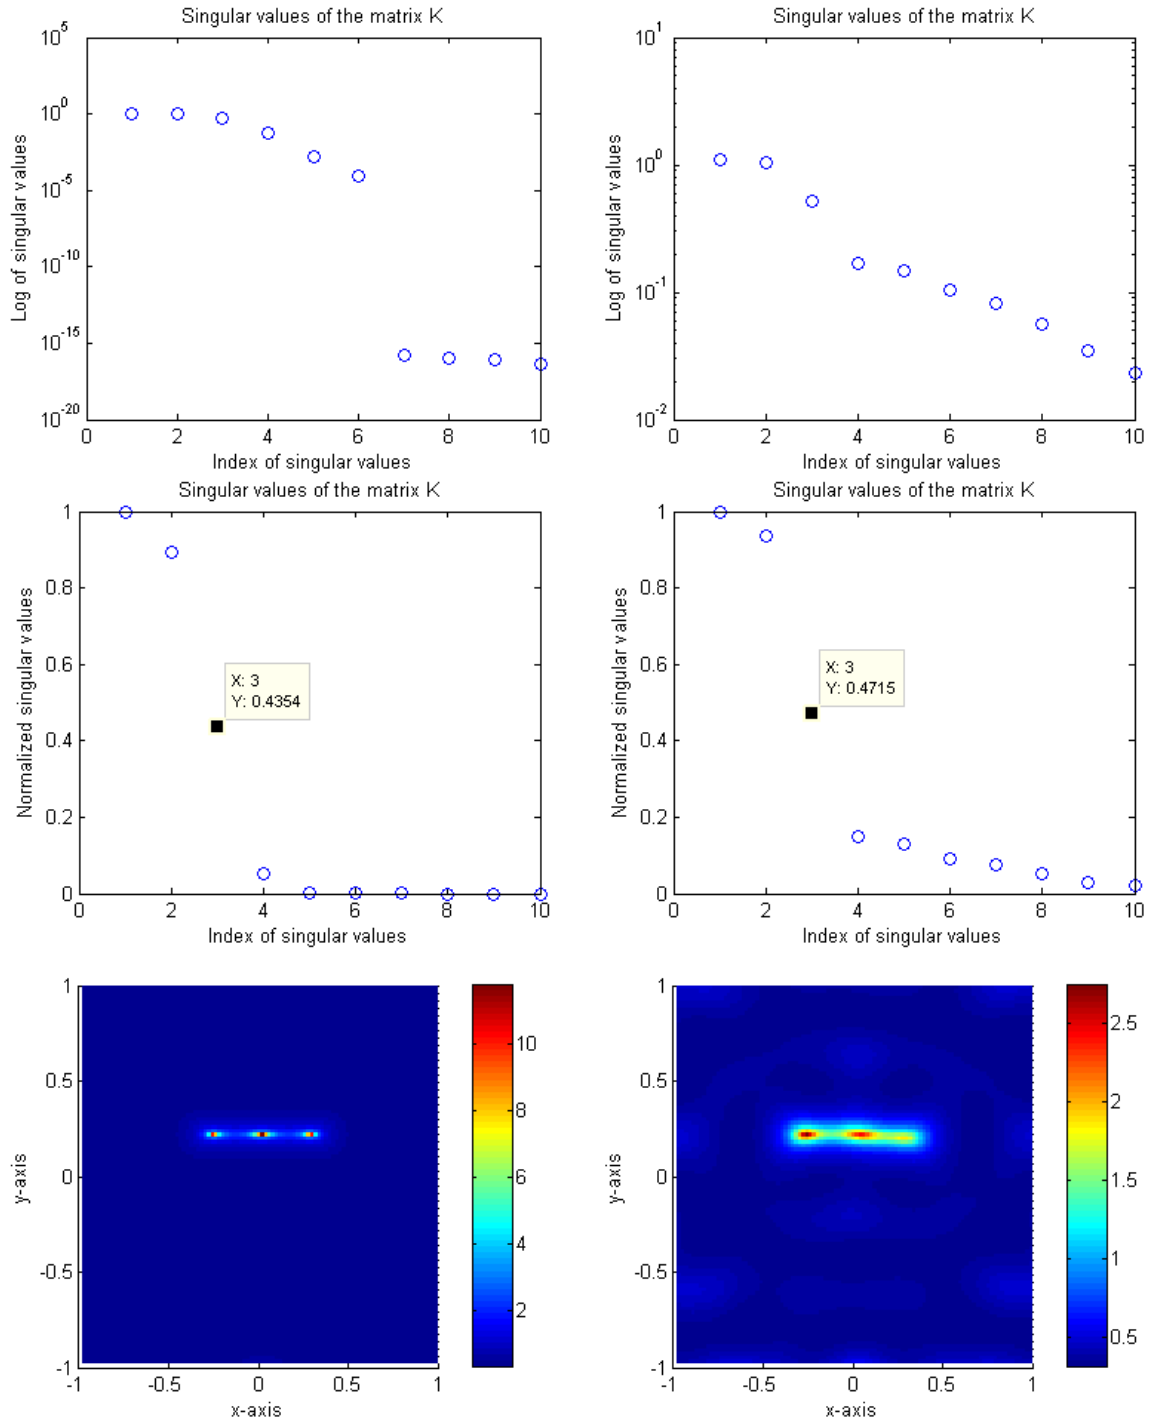 Singular values of the matrix K
Log of singular values
10^5
10^0
10^-5
10^-10
10^-15
10^-20
0 2 4 6 8 10
Index of singular values
Singular values of the matrix K
Log of singular values
10^1
10^0
10^-1
10^-2
0 2 4 6 8 10
Index of singular values
Singular values of the matrix K
Normalized singular values
1
0.8
0.6
0.4
0.2
0
X: 3
Y: 0.4354
0 2 4 6 8 10
Index of singular values
Singular values of the matrix K
Normalized singular values
1
0.8
0.6
0.4
0.2
0
X: 3
Y: 0.4715
0 2 4 6 8 10
Index of singular values
y-axis
1
0.5
0
-0.5
-1
-1 -0.5 0 0.5 1
x-axis
10
8
6
4
2
y-axis
1
0.5
0
-0.5
-1
-1 -0.5 0 0.5 1
x-axis
2.5
2
1.5
1
0.5